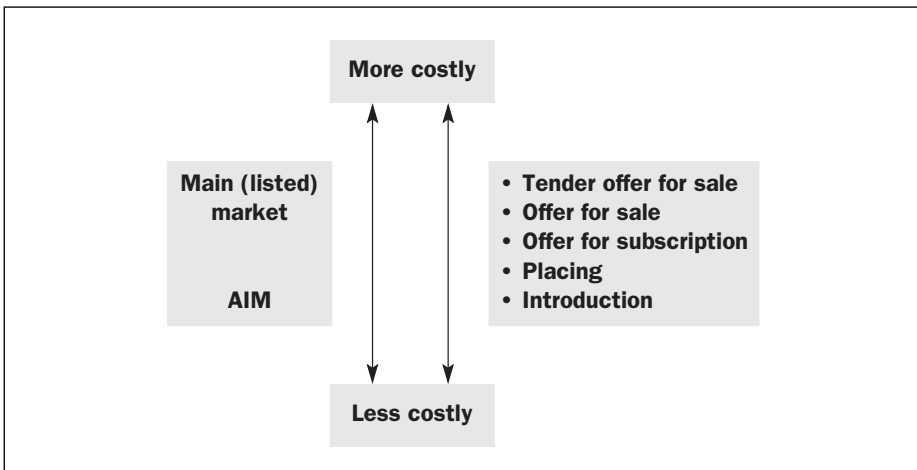 More costly
Main (listed)
market
AIM
• Tender offer for sale
• Offer for sale
• Offer for subscription
• Placing
• Introduction
Less costly